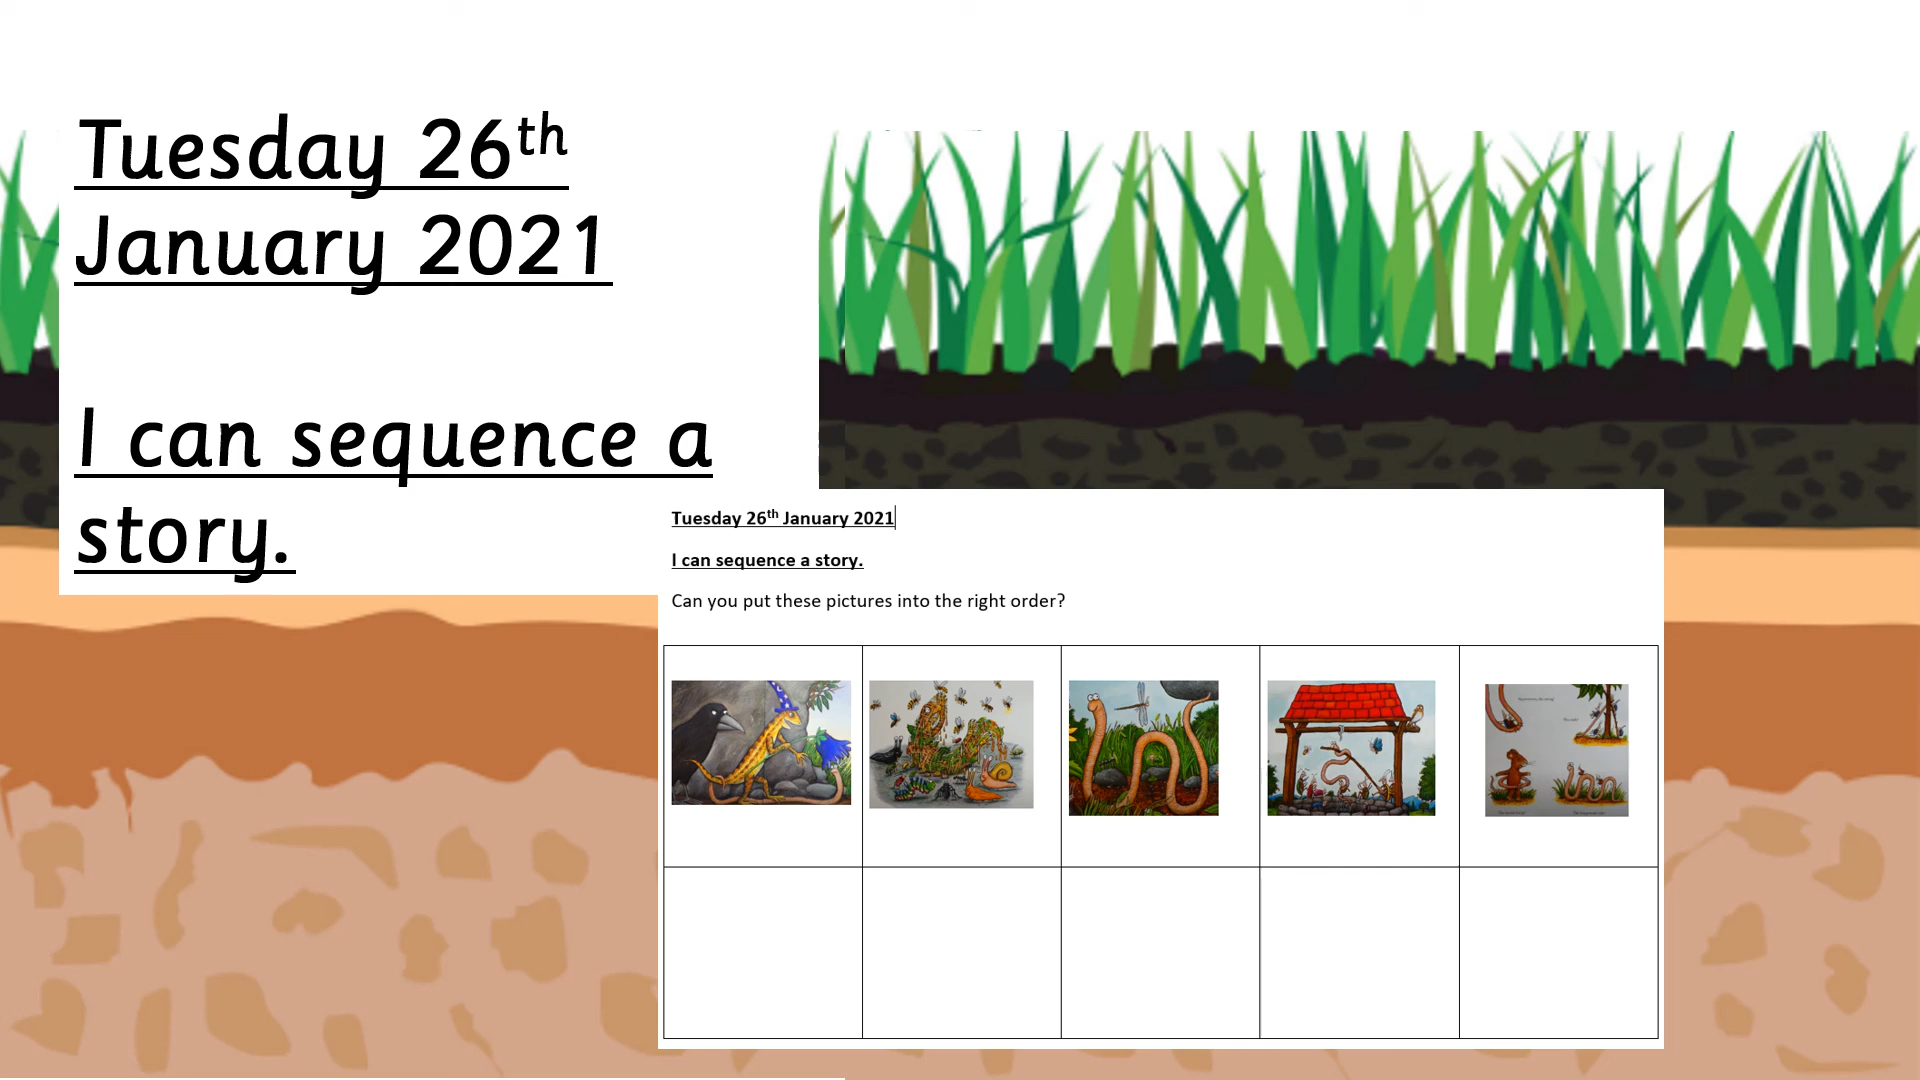 Tuesday 26th
January 2021
I can sequence a
story.
Tuesday 26th January 2021
I can sequence a story.
Can you put these pictures into the right order?